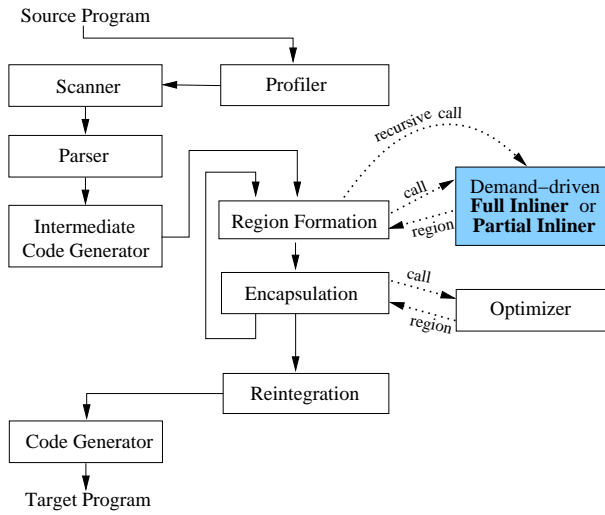 Source Program
Scanner
Profiler
Parser
recursive call
Intermediate
Code Generator
Region Formation
call
region
Demand−driven
Full Inliner or
Partial Inliner
Encapsulation
call
region
Optimizer
Reintegration
Code Generator
Target Program